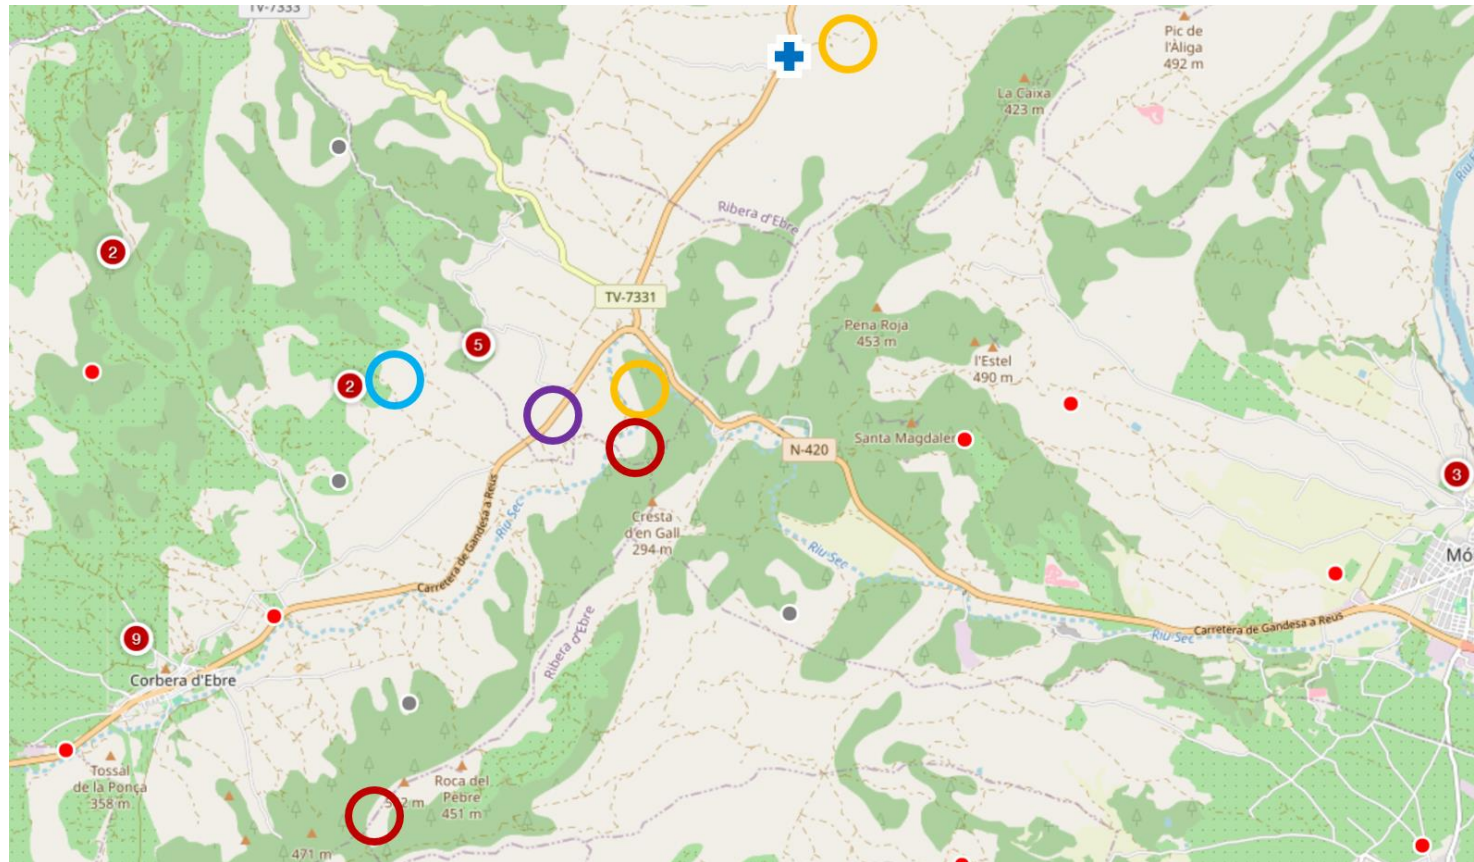 TV-7333
Pic de
l'Àliga
492 m
La Caixa
423 m
Ribera d'Ebre
2
TV-7331
Pena Roja
453 m
5
l'Estel
490 m
2
Santa Magdaler
N-420
3
Riu Sec
Cresta
d'en Gall
294 m
Riu Sec
Mó
Carretera de Gandesa a Reus
Carretera de Gandesa a Reus
Riu Sec
9
Ribera d'Ebre
Corbera d'Ebre
Tossal
de la Ponça
358 m
Roca del
Pebre
451 m
2 m
471 m